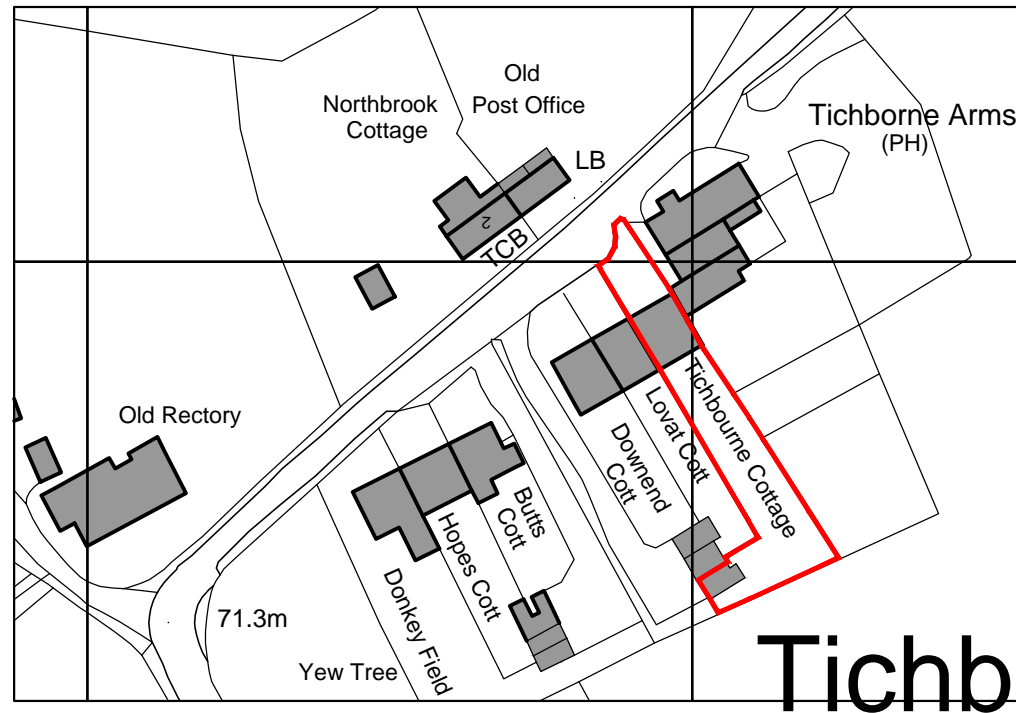 Old
Post Office
Northbrook
Cottage
Tichborne Arms
(PH)
LB
2
TCB
Old Rectory
Tichbourne Cottage
Lovat Cott
Downend
Cott
Butts
Cott
Hopes Cott
Donkey Field
71.3m
Yew Tree
Tichb